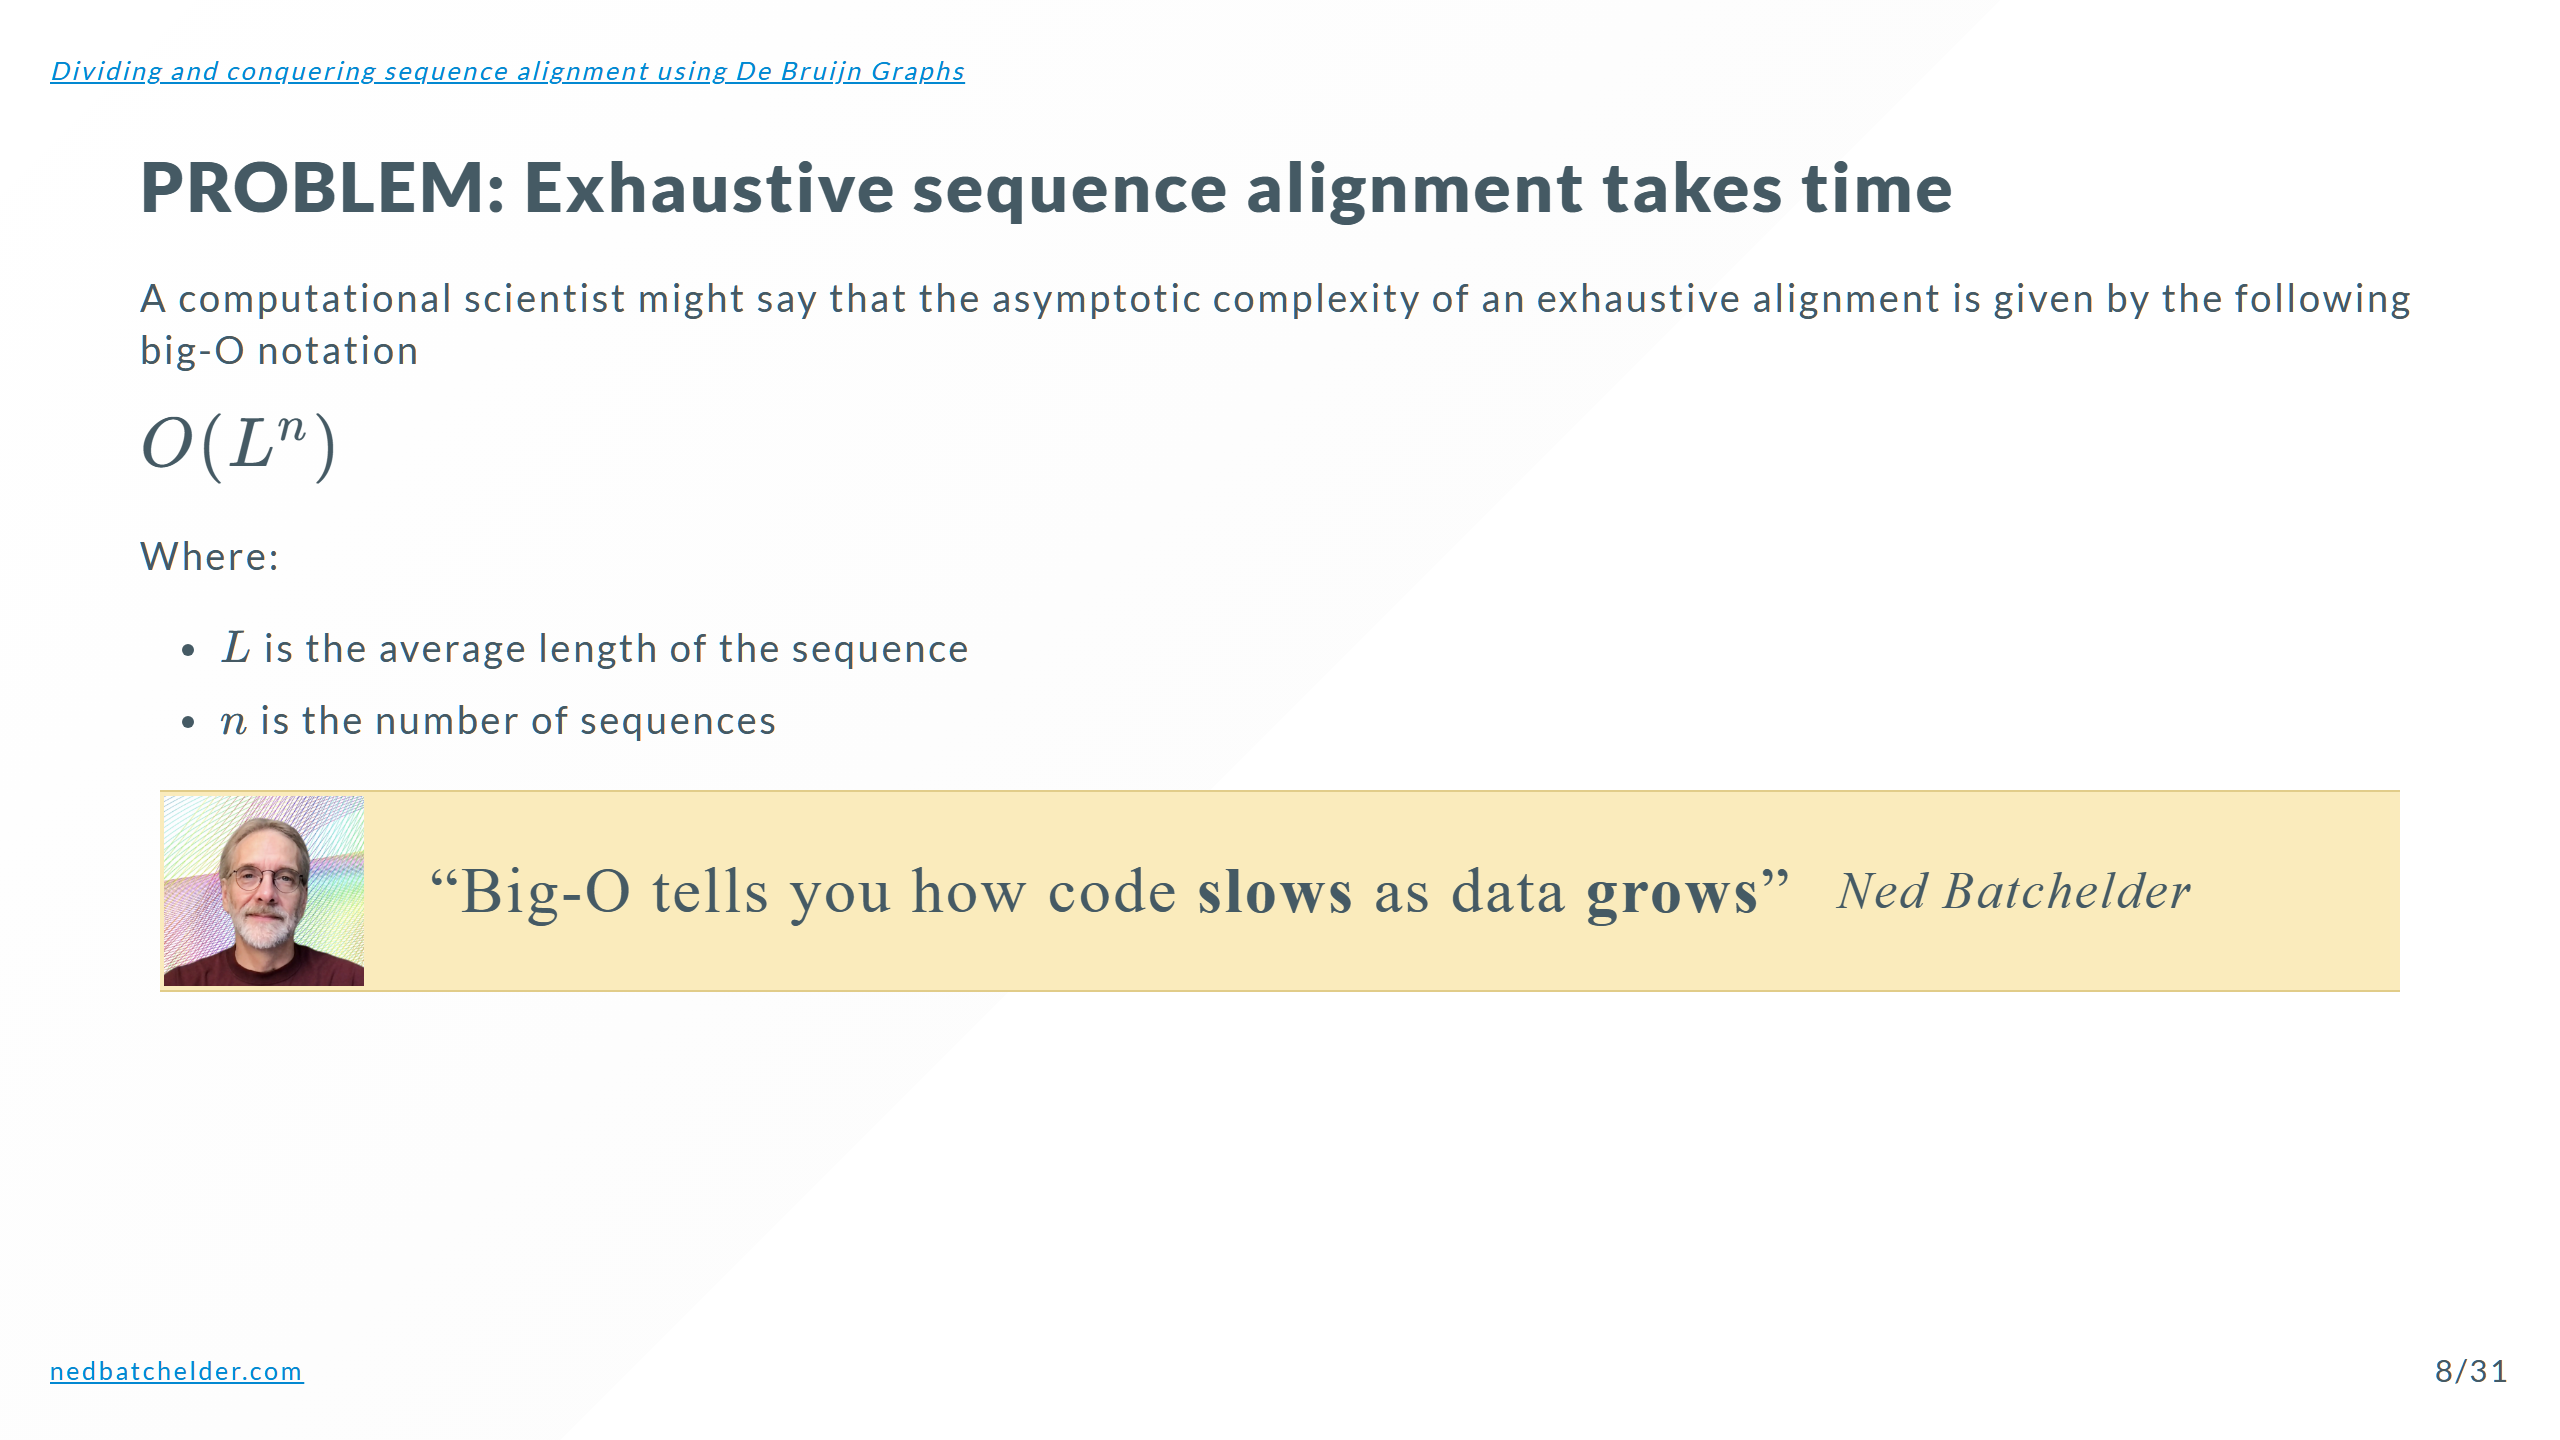 Dividing and conquering sequence alignment using De Bruijn Graphs
PROBLEM: Exhaustive sequence alignment takes time
A computational scientist might say that the asymptotic complexity of an exhaustive alignment is given by the following
big-O notation
O(Lⁿ)
Where:
• L is the average length of the sequence
• n is the number of sequences
“Big-O tells you how code slows as data grows” Ned Batchelder
nedbatchelder.com
8/31